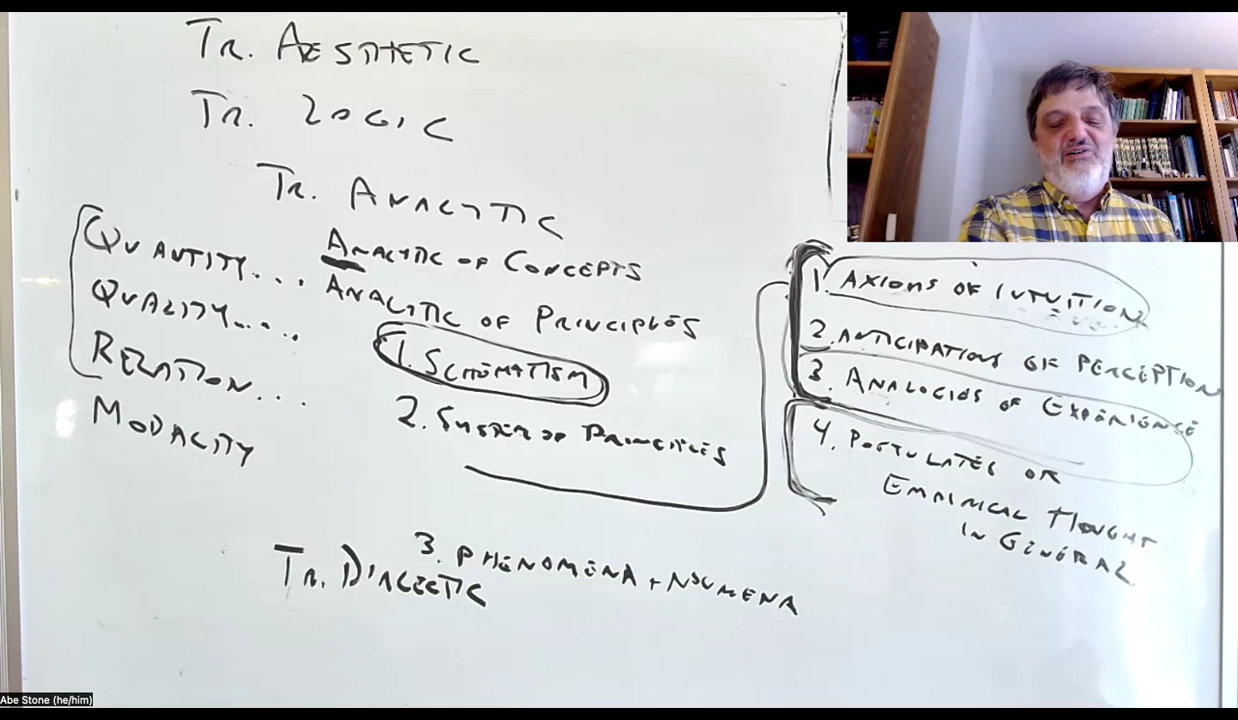 TR. AESTHETIC
TR. LOGIC
TR. ANALYTIC
QUANTITY...
QUALITY....
RELATION...
MODALITY
ANALYTIC OF CONCEPTS
ANALYTIC OF PRINCIPLES
1. SCHEMATISM
2. SYSTEM OF PRINCIPLES
3. PHENOMENA + NOUMENA
TR. DIALECTIC
1. AXIOMS OF INTUITION
2. ANTICIPATIONS OF PERCEPTION
3. ANALOGIES OF EXPERIENCE
4. POSTULATES OF
EMPIRICAL THOUGHT
IN GENERAL
Abe Stone (he/him)